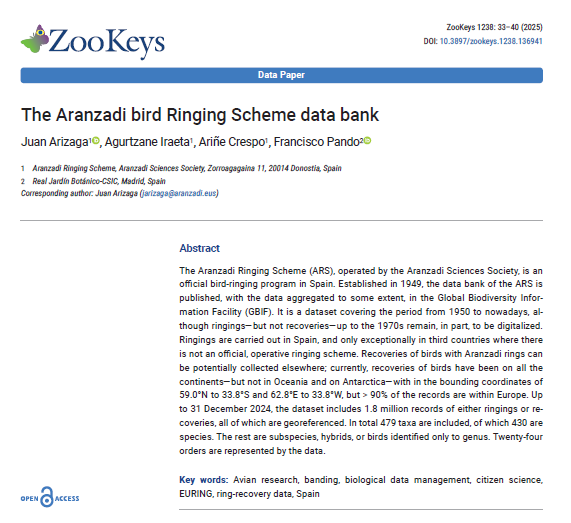 ZooKeys
ZooKeys 1238: 33–40 (2025)
DOI: 10.3897/zookeys.1238.136941
Data Paper
The Aranzadi bird Ringing Scheme data bank
Juan Arizaga¹, Agurtzane Iraeta¹, Ariñe Crespo¹, Francisco Pando²
1 Aranzadi Ringing Scheme, Aranzadi Sciences Society, Zorroagagaina 11, 20014 Donostia, Spain
2 Real Jardín Botánico-CSIC, Madrid, Spain
Corresponding author: Juan Arizaga (jarizaga@aranzadi.eus)
Abstract
The Aranzadi Ringing Scheme (ARS), operated by the Aranzadi Sciences Society, is an
official bird-ringing program in Spain. Established in 1949, the data bank of the ARS is
published, with the data aggregated to some extent, in the Global Biodiversity Infor-
mation Facility (GBIF). It is a dataset covering the period from 1950 to nowadays, al-
though ringings—but not recoveries—up to the 1970s remain, in part, to be digitalized.
Ringings are carried out in Spain, and only exceptionally in third countries where there
is not an official, operative ringing scheme. Recoveries of birds with Aranzadi rings can
be potentially collected elsewhere; currently, recoveries of birds have been on all the
continents—but not in Oceania and on Antarctica—with in the bounding coordinates of
59.0°N to 33.8°S and 62.8°E to 33.8°W, but > 90% of the records are within Europe. Up
to 31 December 2024, the dataset includes 1.8 million records of either ringings or re-
coveries, all of which are georeferenced. In total 479 taxa are included, of which 430 are
species. The rest are subspecies, hybrids, or birds identified only to genus. Twenty-four
orders are represented by the data.
Key words: Avian research, banding, biological data management, citizen science,
EURING, ring-recovery data, Spain
OPEN ACCESS